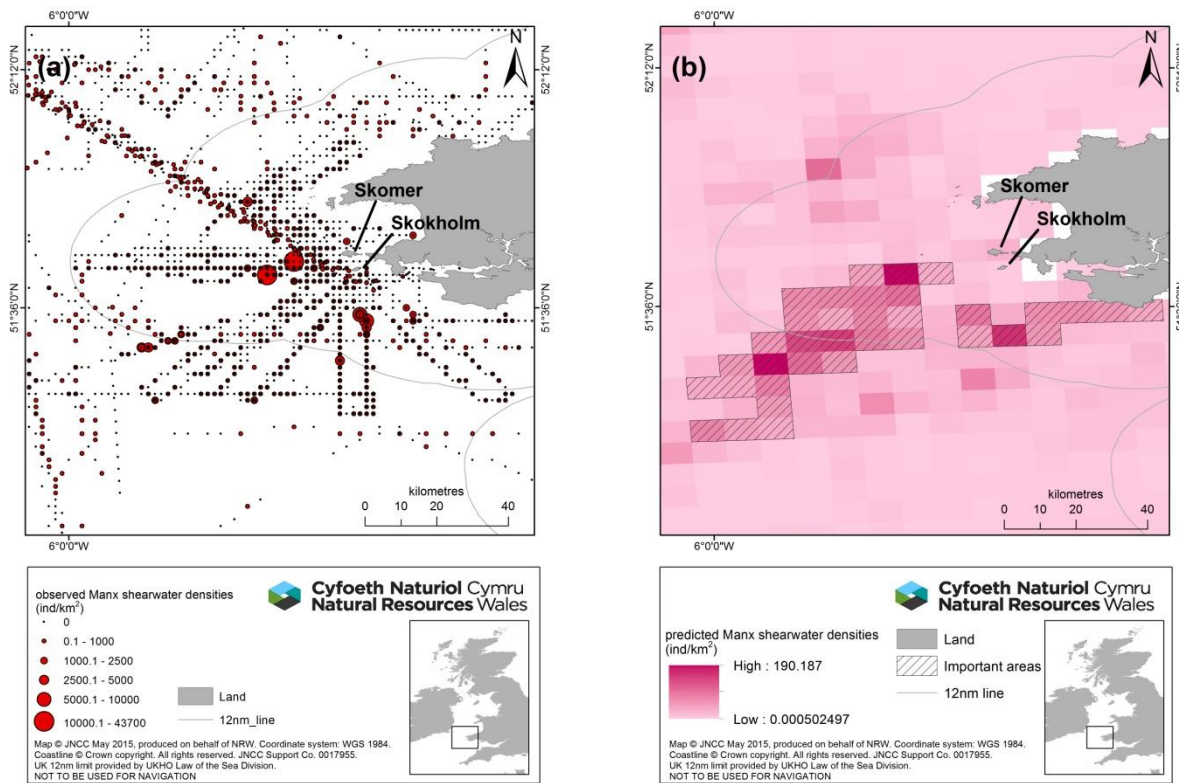 6°0'0"W
(a)
N
52°12'0"N
52°12'0"N
Skomer
Skokholm
51°36'0"N
51°36'0"N
kilometres
0 20 40
6°0'0"W
observed Manx shearwater densities
(ind/km²)
0
0.1 - 1000
1000.1 - 2500
2500.1 - 5000
5000.1 - 10000
10000.1 - 43700
Land
12nm_line
Cyfoeth Naturiol Cymru
Natural Resources Wales
Map © JNCC May 2015, produced on behalf of NRW. Coordinate system: WGS 1984.
Coastline © Crown copyright. All rights reserved. JNCC Support Co. 0017955.
UK 12nm limit provided by UKHO Law of the Sea Division.
NOT TO BE USED FOR NAVIGATION
6°0'0"W
(b)
N
52°12'0"N
Skomer
Skokholm
51°36'0"N
kilometres
0 10 20 40
6°0'0"W
predicted Manx shearwater densities
(ind/km²)
High : 190.187
Low : 0.000502497
Land
Important areas
12nm line
Cyfoeth Naturiol Cymru
Natural Resources Wales
Map © JNCC May 2015, produced on behalf of NRW. Coordinate system: WGS 1984.
Coastline © Crown copyright. All rights reserved. JNCC Support Co. 0017955.
UK 12nm limit provided by UKHO Law of the Sea Division.
NOT TO BE USED FOR NAVIGATION